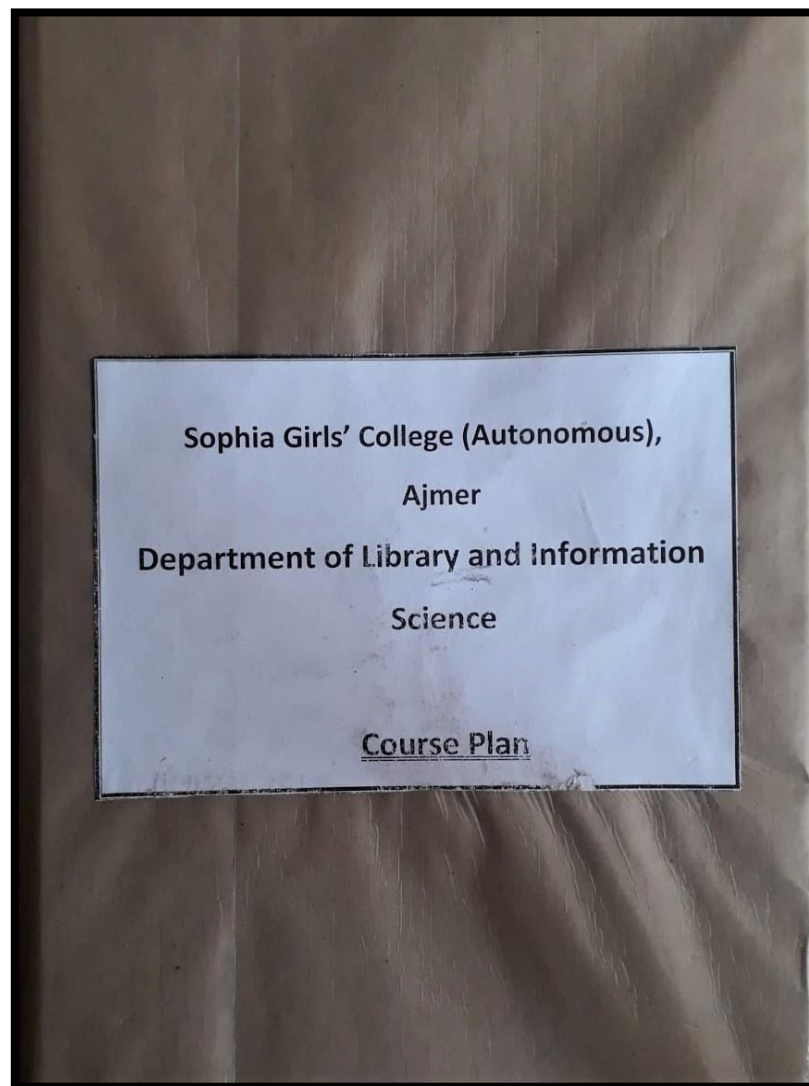 Sophia Girls' College (Autonomous),
Ajmer
Department of Library and Information
Science
Course Plan